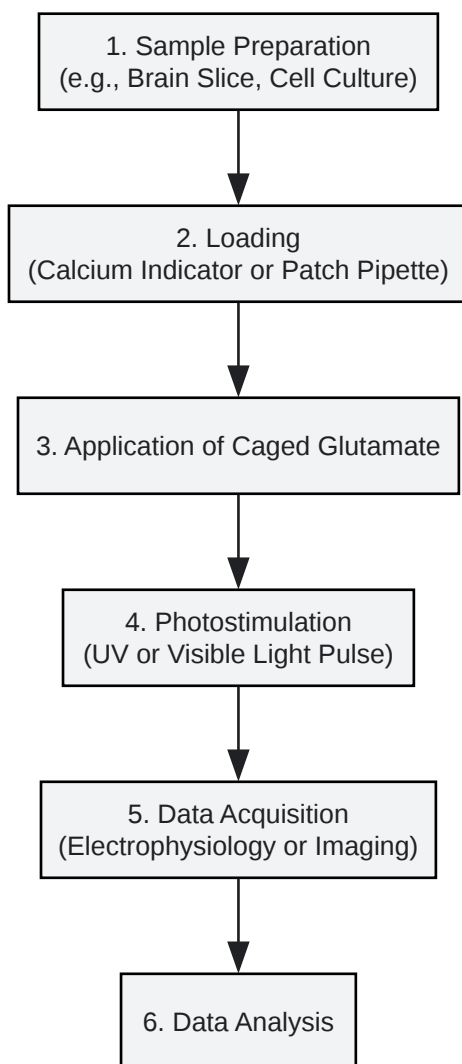 1. Sample Preparation
(e.g., Brain Slice, Cell Culture)
2. Loading
(Calcium Indicator or Patch Pipette)
3. Application of Caged Glutamate
4. Photostimulation
(UV or Visible Light Pulse)
5. Data Acquisition
(Electrophysiology or Imaging)
6. Data Analysis